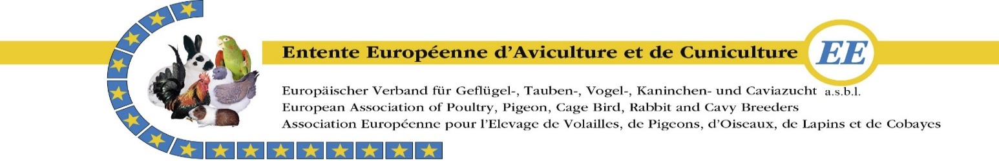 Entente Européenne d'Aviculture et de Cuniculture
EE
Europäischer Verband für Geflügel-, Tauben-, Vogel-, Kaninchen- und Caviazucht a.s.b.l.
European Association of Poultry, Pigeon, Cage Bird, Rabbit and Cavy Breeders
Association Européenne pour l'Elevage de Volailles, de Pigeons, d'Oiseaux, de Lapins et de Cobayes